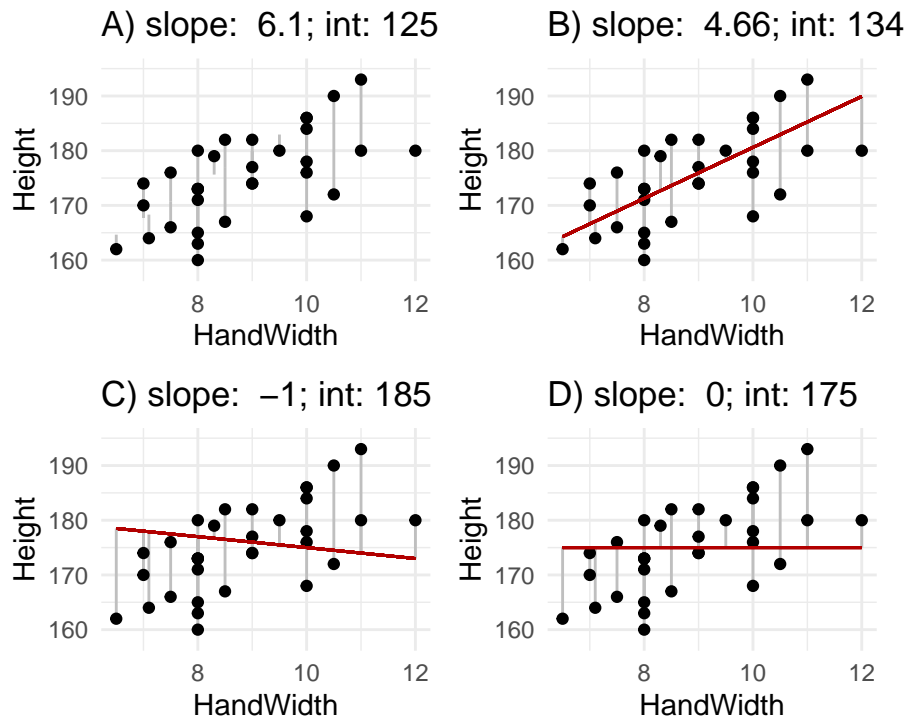 A) slope:  6.1; int: 125
Height
190
180
170
160
8
10
12
HandWidth
B) slope:  4.66; int: 134
Height
190
180
170
160
8
10
12
HandWidth
C) slope:  −1; int: 185
Height
190
180
170
160
8
10
12
HandWidth
D) slope:  0; int: 175
Height
190
180
170
160
8
10
12
HandWidth